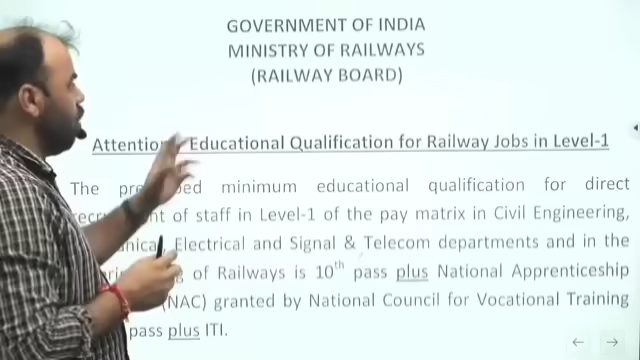 GOVERNMENT OF INDIA
MINISTRY OF RAILWAYS
(RAILWAY BOARD)
Educational Qualification for Railway Jobs in Level-1
The minimum educational qualification for direct
of staff in Level-1 of the pay matrix in Civil Engineering,
Electrical and Signal & Telecom departments and in the
of Railways is 10th pass plus National Apprenticeship
(NAC) granted by National Council for Vocational Training
pass plus ITI.